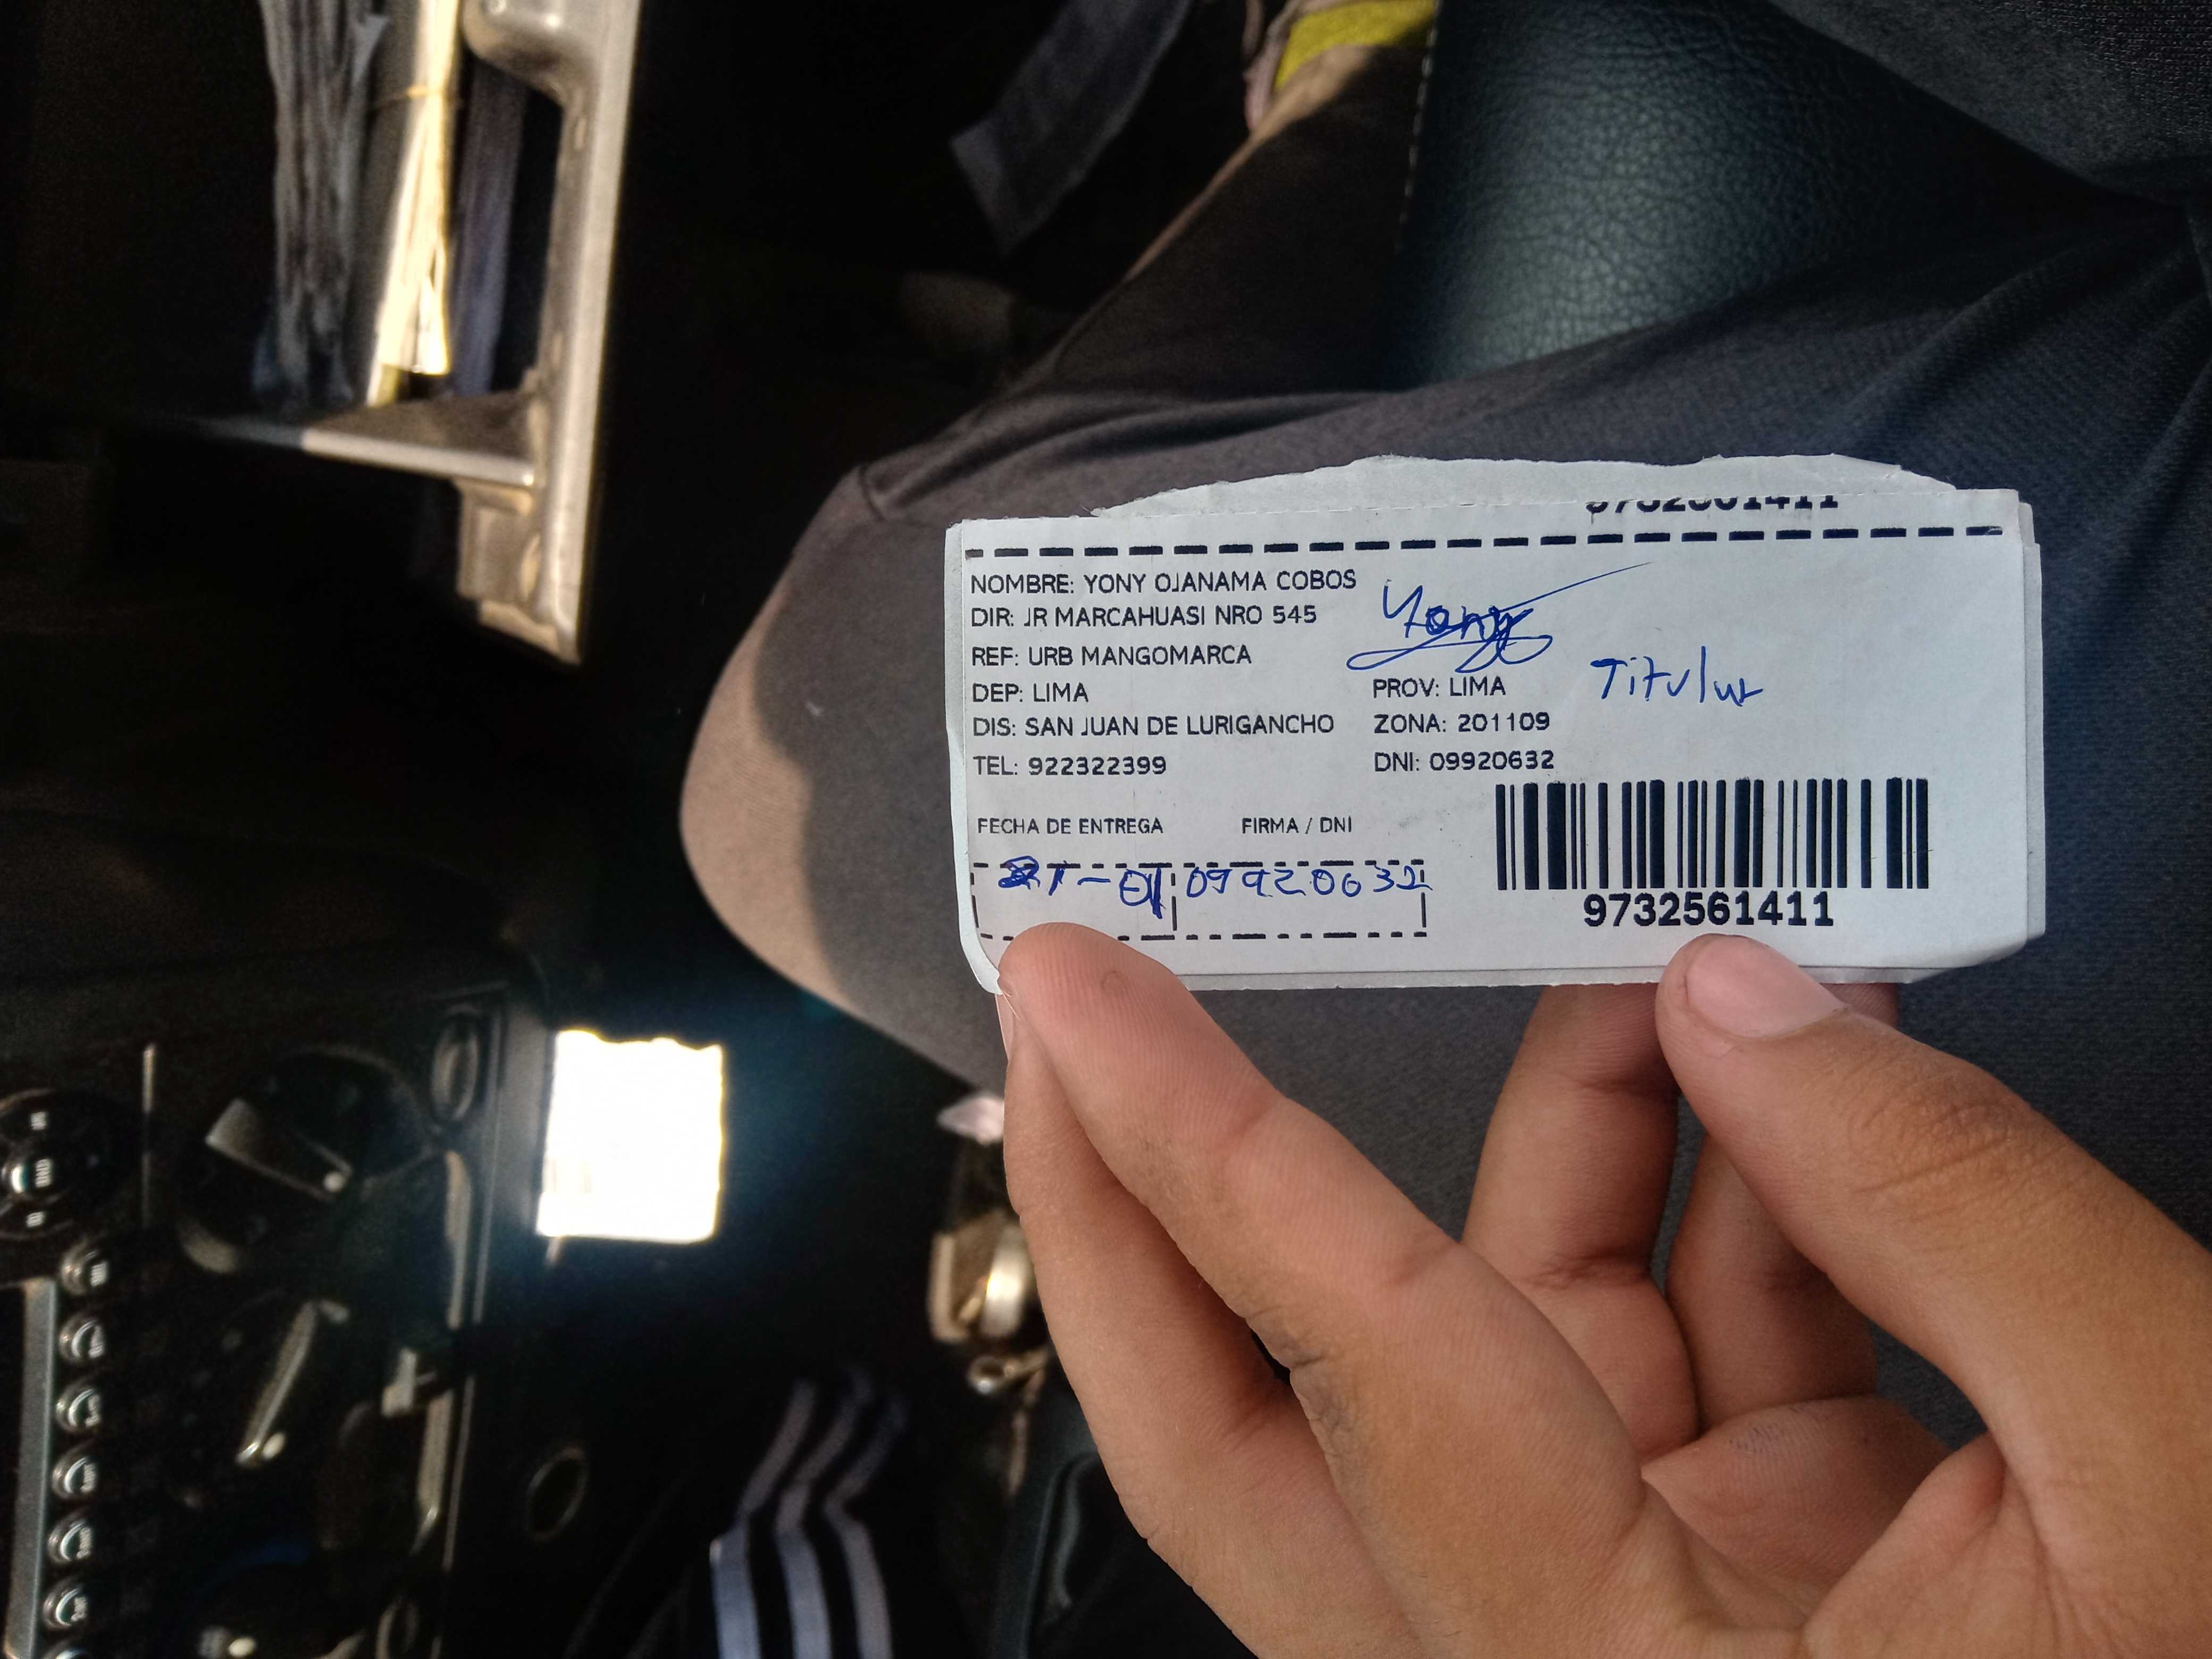 9732561411
NOMBRE: YONY OJANAMA COBOS
Yony
DIR: JR MARCAHUASI NRO 545
REF: URB MANGOMARCA
DEP: LIMA PROV: LIMA Titular
DIS: SAN JUAN DE LURIGANCHO ZONA: 201109
TEL: 922322399 DNI: 09920632
FECHA DE ENTREGA FIRMA / DNI
09920632
9732561411